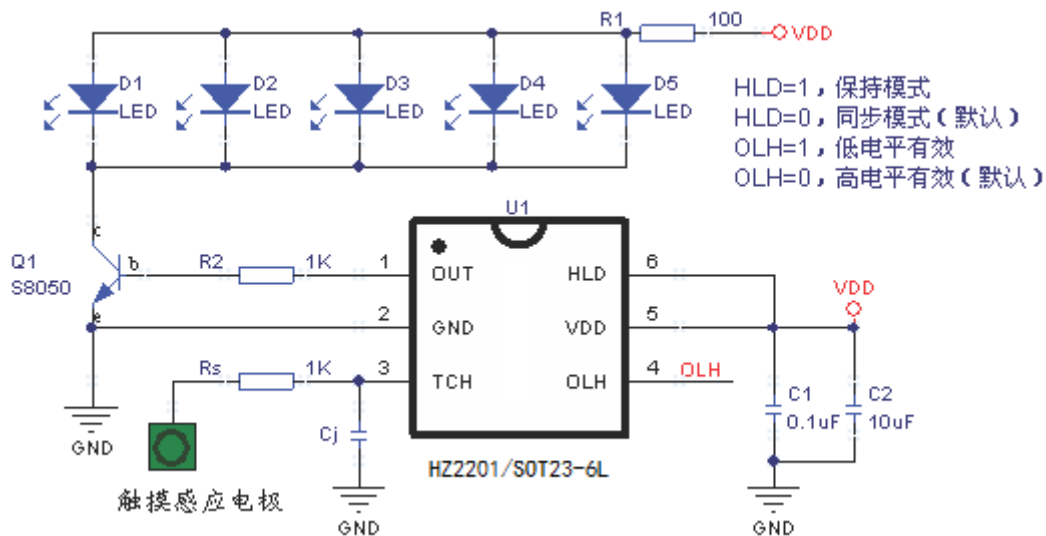 R1 100 VDD
D1 D2 D3 D4 D5
LED LED LED LED LED
HLD=1，保持模式
HLD=0，同步模式(默认)
OLH=1，低电平有效
OLH=0，高电平有效(默认)
U1
c
Q1 b R2 1K 1 OUT HLD 6
S8050
VDD
e 2 GND VDD 5
Rs 1K 3 TCH OLH 4 OLH
C1 C2
0.1uF 10uF
GND
Cj
HZ2201/SOT23-6L
触摸感应电极
GND GND